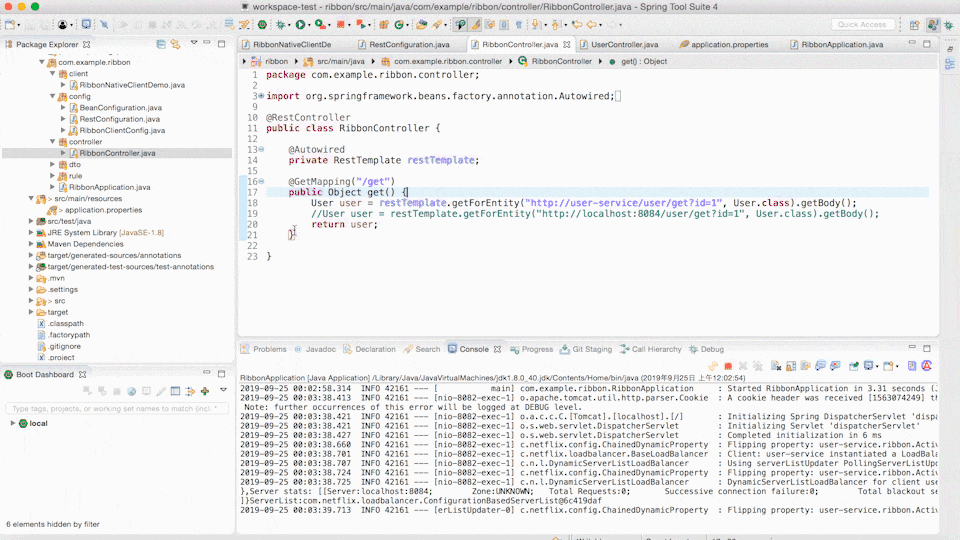 workspace-test - ribbon/src/main/java/com/example/ribbon/controller/RibbonController.java - Spring Tool Suite 4
Quick Access
Package Explorer
com.example.ribbon
client
RibbonNativeClientDemo.java
config
BeanConfiguration.java
RestConfiguration.java
RibbonClientConfig.java
controller
RibbonController.java
dto
rule
RibbonApplication.java
> src/main/resources
> application.properties
src/test/java
JRE System Library [JavaSE-1.8]
Maven Dependencies
target/generated-sources/annotations
target/generated-test-sources/test-annotations
.mvn
.settings
> src
target
.classpath
.factorypath
.gitignore
.project
Boot Dashboard
Type tags, projects, or working set names to match (incl. *
local
6 elements hidden by filter
RibbonNativeClientDe
RestConfiguration.java
RibbonController.java
UserController.java
application.properties
RibbonApplication.java
ribbon
src/main/java
com.example.ribbon.controller
RibbonController
get() : Object
1 package com.example.ribbon.controller;
2
3 import org.springframework.beans.factory.annotation.Autowired;
9
10 @RestController
11 public class RibbonController {
12
13 @Autowired
14 private RestTemplate restTemplate;
15
16 @GetMapping("/get")
17 public Object get() {
18 User user = restTemplate.getForEntity("http://user-service/user/get?id=1", User.class).getBody();
19 //User user = restTemplate.getForEntity("http://localhost:8084/user/get?id=1", User.class).getBody();
20 return user;
21 }
22
23 }
Problems
Javadoc
Declaration
Search
Console
Progress
Git Staging
Call Hierarchy
Debug
RibbonApplication [Java Application] /Library/Java/JavaVirtualMachines/jdk1.8.0_40.jdk/Contents/Home/bin/java (2019年9月25日 上午12:02:54)
2019-09-25 00:02:58.314 INFO 42161 --- [ main] com.example.ribbon.RibbonApplication : Started RibbonApplication in 3.31 seconds (J
2019-09-25 00:03:38.413 INFO 42161 --- [nio-8082-exec-1] o.apache.tomcat.util.http.parser.Cookie : A cookie header was received [1563074249] th
Note: further occurrences of this error will be logged at DEBUG level.
2019-09-25 00:03:38.421 INFO 42161 --- [nio-8082-exec-1] o.a.c.c.C.[Tomcat].[localhost].[/] : Initializing Spring DispatcherServlet 'dispa
2019-09-25 00:03:38.421 INFO 42161 --- [nio-8082-exec-1] o.s.web.servlet.DispatcherServlet : Initializing Servlet 'dispatcherServlet'
2019-09-25 00:03:38.427 INFO 42161 --- [nio-8082-exec-1] o.s.web.servlet.DispatcherServlet : Completed initialization in 6 ms
2019-09-25 00:03:38.660 INFO 42161 --- [nio-8082-exec-1] c.netflix.config.ChainedDynamicProperty : Flipping property: user-service.ribbon.Activ
2019-09-25 00:03:38.701 INFO 42161 --- [nio-8082-exec-1] c.netflix.loadbalancer.BaseLoadBalancer : Client: user-service instantiated a LoadBala
2019-09-25 00:03:38.707 INFO 42161 --- [nio-8082-exec-1] c.n.l.DynamicServerListLoadBalancer : Using serverListUpdater PollingServerListUpd
2019-09-25 00:03:38.724 INFO 42161 --- [nio-8082-exec-1] c.netflix.config.ChainedDynamicProperty : Flipping property: user-service.ribbon.Activ
2019-09-25 00:03:38.725 INFO 42161 --- [nio-8082-exec-1] c.n.l.DynamicServerListLoadBalancer : DynamicServerListLoadBalancer for client use
},Server stats: [[Server:localhost:8084; Zone:UNKNOWN; Total Requests:0; Successive connection failure:0; Total blackout se
]}ServerList:com.netflix.loadbalancer.ConfigurationBasedServerList@6c419daf
2019-09-25 00:03:39.713 INFO 42161 --- [erListUpdater-0] c.netflix.config.ChainedDynamicProperty : Flipping property: user-service.ribbon.Activ